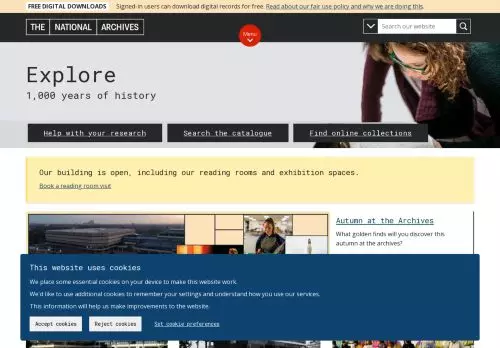 FREE DIGITAL DOWNLOADS Signed-in users can download digital records for free. Read about our fair use policy and why we are doing this.
THE NATIONAL ARCHIVES
Menu
Search our website
Explore
1,000 years of history
Help with your research
Search the catalogue
Find online collections
Our building is open, including our reading rooms and exhibition spaces.
Book a reading room visit
Autumn at the Archives
What golden finds will you discover this
autumn at the archives?
This website uses cookies
We place some essential cookies on your device to make this website work.
We'd like to use additional cookies to remember your settings and understand how you use our services.
This information will help us make improvements to the website.
Accept cookies
Reject cookies
Set cookie preferences